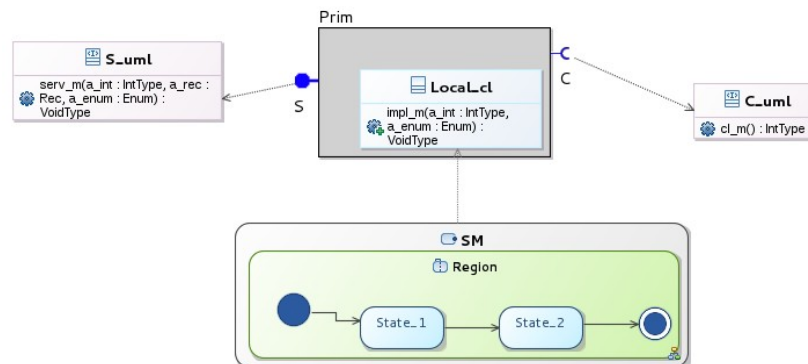 Prim
S_uml
serv_m(a_int : IntType, a_rec :
Rec, a_enum : Enum) :
VoidType
S
Local_cl
impl_m(a_int : IntType,
a_enum : Enum) :
VoidType
C
C_uml
cl_m() : IntType
SM
Region
State_1
State_2